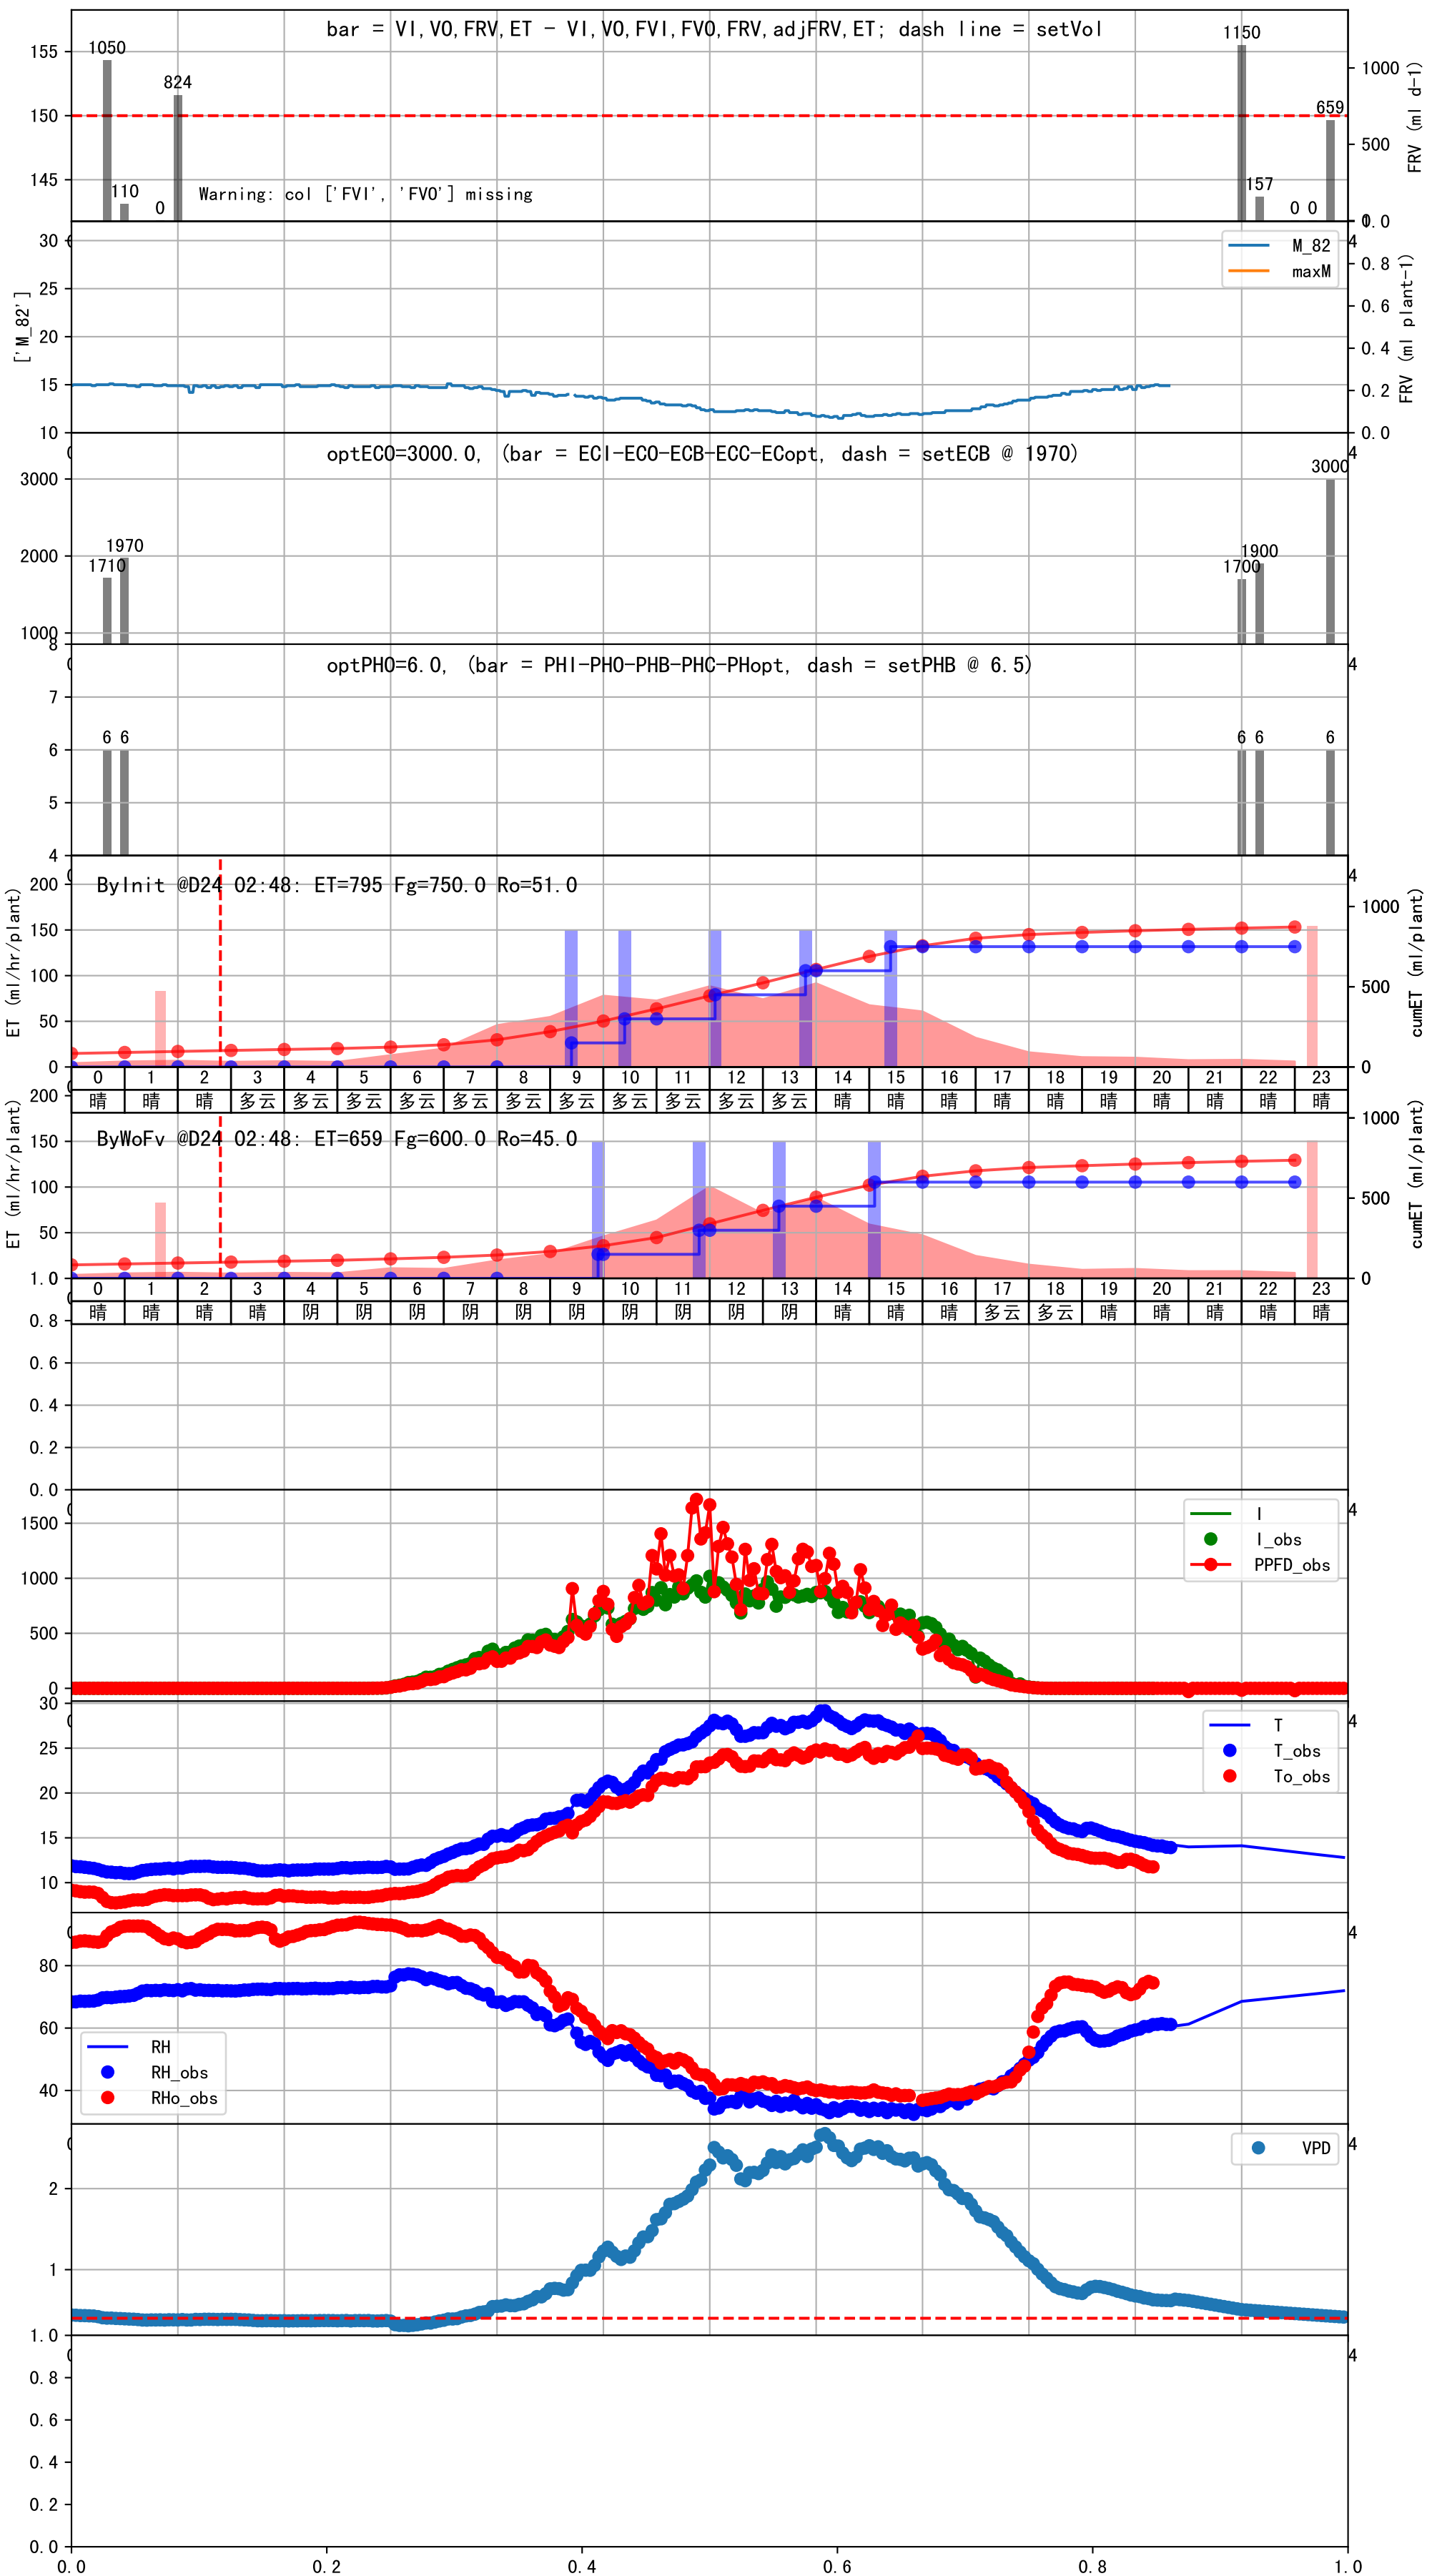 bar = VI,VO,FRV,ET - VI,VO,FVI,FVO,FRV,adjFRV,ET; dash line = setVol
155
150
145
1050
110
0
824
Warning: col ['FVI', 'FVO'] missing
1150
157
0 0
659
1000
500
FRV (ml d-1)
30
25
20
15
10
['M_82']
M_82
maxM
1.0
0.8
0.6
0.4
0.2
0.0
FRV (ml plant-1)
optECO=3000.0, (bar = ECI-ECO-ECB-ECC-ECopt, dash = setECB @ 1970)
3000
2000
1000
1710
1970
1700
1900
3000
optPHO=6.0, (bar = PHI-PHO-PHB-PHC-PHopt, dash = setPHB @ 6.5)
8
7
6
5
4
6 6
6 6
6
ByInit @D24 02:48: ET=795 Fg=750.0 Ro=51.0
200
150
100
50
0
ET (ml/hr/plant)
1000
500
0
cumET (ml/plant)
0 1 2 3 4 5 6 7 8 9 10 11 12 13 14 15 16 17 18 19 20 21 22 23
晴 晴 晴 多云 多云 多云 多云 多云 多云 多云 多云 多云 多云 多云 晴 晴 晴 晴 晴 晴 晴 晴 晴 晴
ByWoFv @D24 02:48: ET=659 Fg=600.0 Ro=45.0
200
150
100
50
0
ET (ml/hr/plant)
1000
500
0
cumET (ml/plant)
0 1 2 3 4 5 6 7 8 9 10 11 12 13 14 15 16 17 18 19 20 21 22 23
晴 晴 晴 晴 阴 阴 阴 阴 阴 阴 阴 阴 阴 阴 晴 晴 晴 多云 多云 晴 晴 晴 晴 晴
1.0
0.8
0.6
0.4
0.2
0.0
1500
1000
500
0
I
I_obs
PPFD_obs
30
25
20
15
10
T
T_obs
To_obs
80
60
40
RH
RH_obs
RHo_obs
2
1
VPD
1.0
0.8
0.6
0.4
0.2
0.0
0.0 0.2 0.4 0.6 0.8 1.0